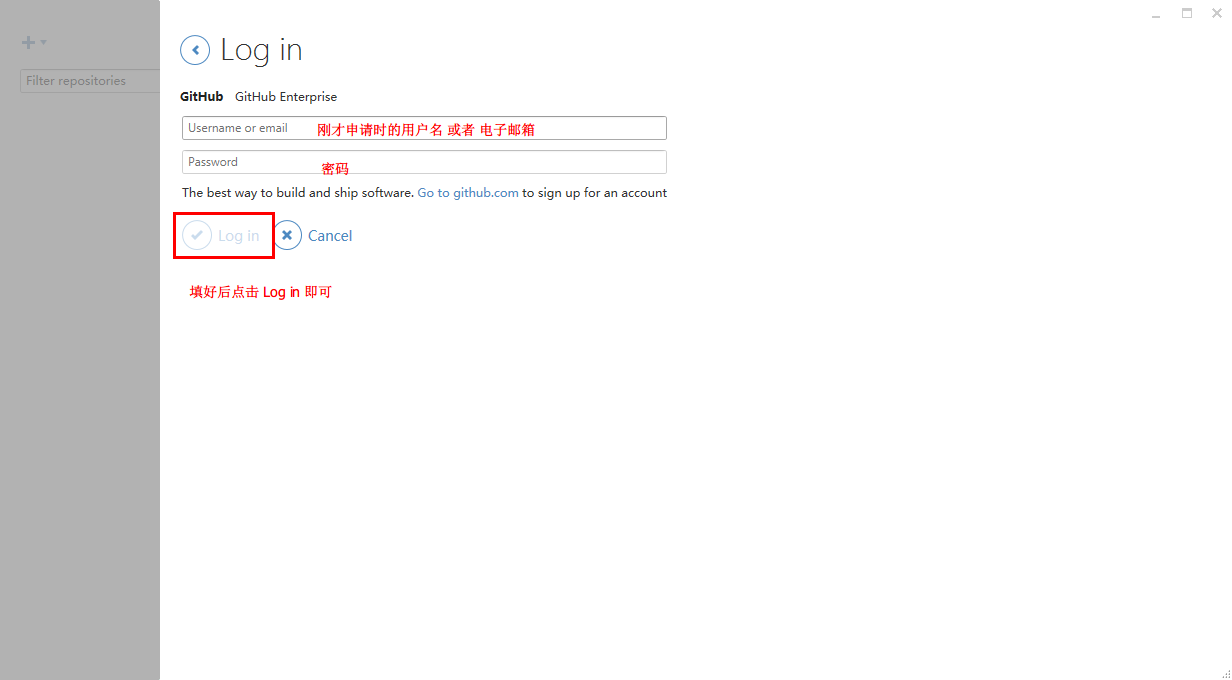 Log in
Filter repositories
GitHub GitHub Enterprise
Username or email 刚才申请时的用户名 或者 电子邮箱
Password 密码
The best way to build and ship software. Go to github.com to sign up for an account
Log in Cancel
填好后点击 Log in 即可